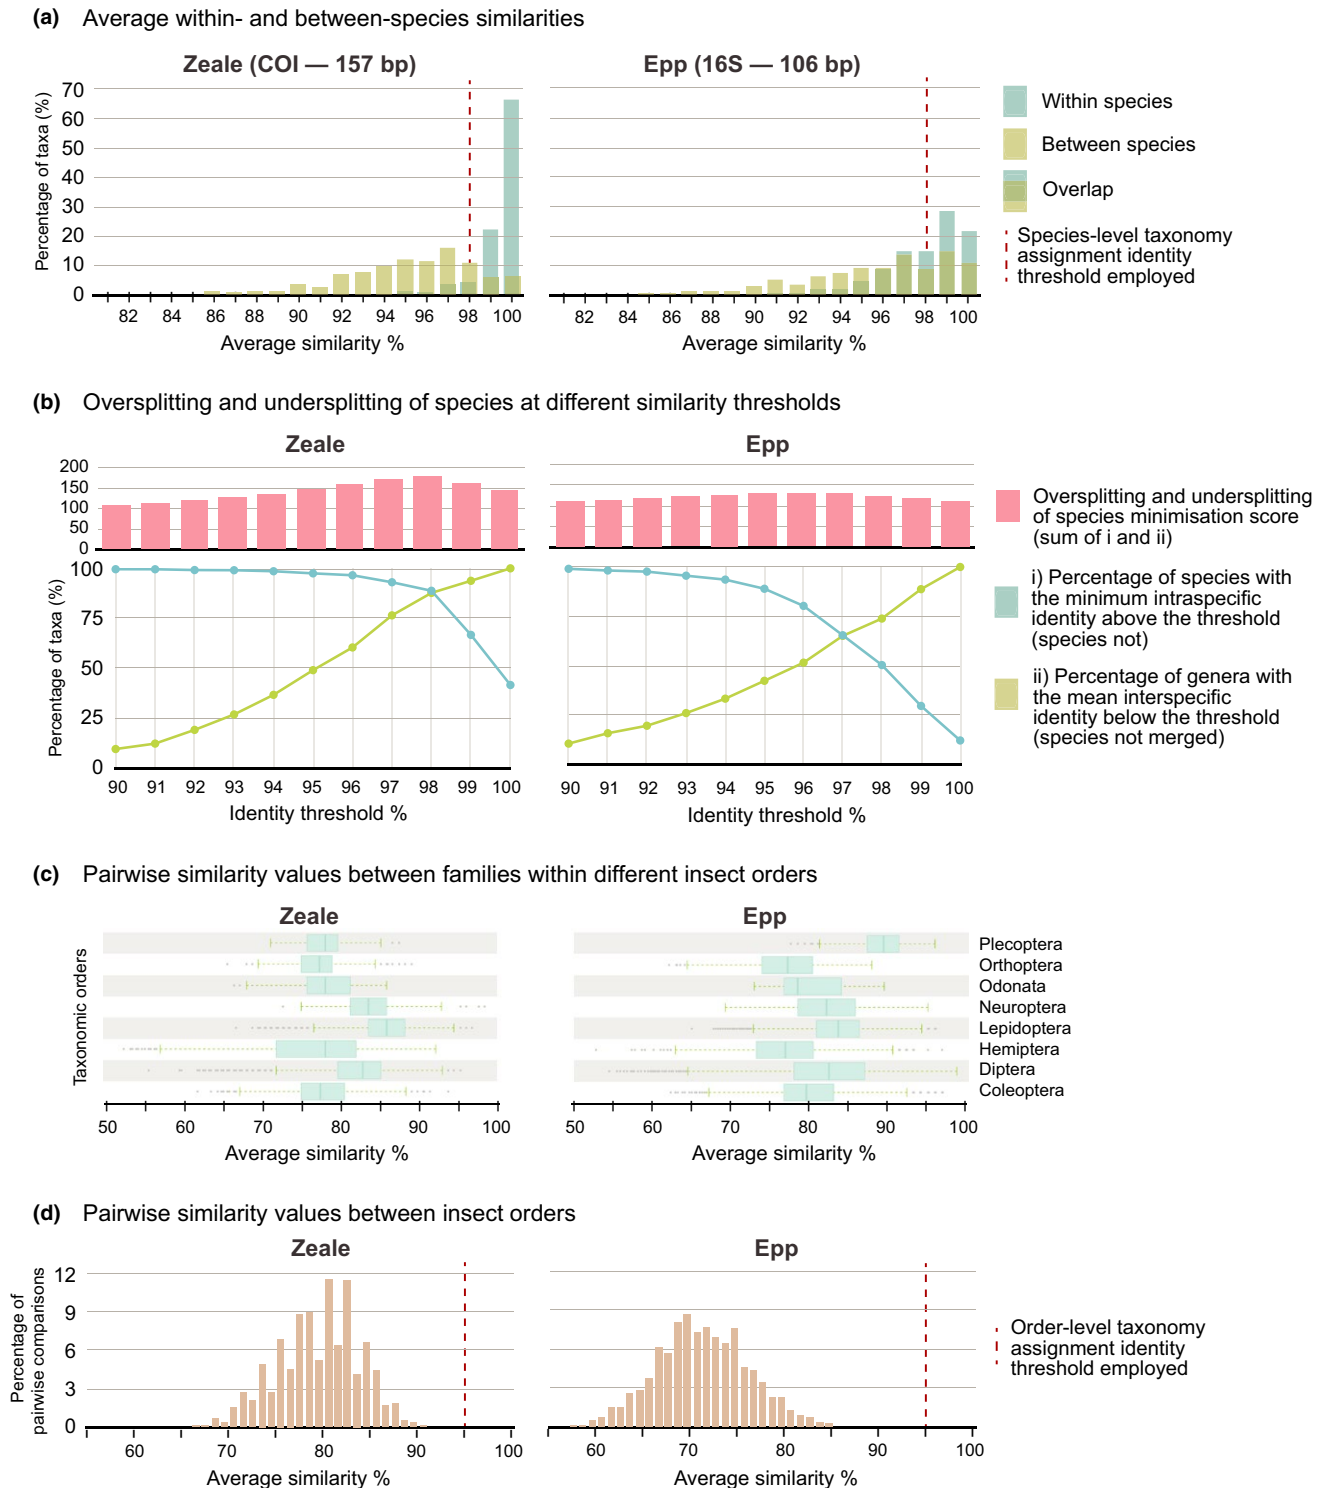 (a) Average within- and between-species similarities
Zeale (COI — 157 bp)
Epp (16S — 106 bp)
Percentage of taxa (%)
70
60
50
40
30
20
10
0
82 84 86 88 90 92 94 96 98 100
82 84 86 88 90 92 94 96 98 100
Average similarity %
Average similarity %
Within species
Between species
Overlap
Species-level taxonomy
assignment identity
threshold employed
(b) Oversplitting and undersplitting of species at different similarity thresholds
Zeale
Epp
200
150
100
50
0
Percentage of taxa (%)
100
75
50
25
0
90 91 92 93 94 95 96 97 98 99 100
90 91 92 93 94 95 96 97 98 99 100
Identity threshold %
Identity threshold %
Oversplitting and undersplitting
of species minimisation score
(sum of i and ii)
i) Percentage of species with
the minimum intraspecific
identity above the threshold
(species not)
ii) Percentage of genera with
the mean interspecific
identity below the threshold
(species not merged)
(c) Pairwise similarity values between families within different insect orders
Zeale
Epp
Taxonomic orders
Plecoptera
Orthoptera
Odonata
Neuroptera
Lepidoptera
Hemiptera
Diptera
Coleoptera
50 60 70 80 90 100
50 60 70 80 90 100
Average similarity %
Average similarity %
(d) Pairwise similarity values between insect orders
Zeale
Epp
Percentage of
pairwise comparisons
12
9
6
3
0
60 70 80 90 100
60 70 80 90 100
Average similarity %
Average similarity %
Order-level taxonomy
assignment identity
threshold employed